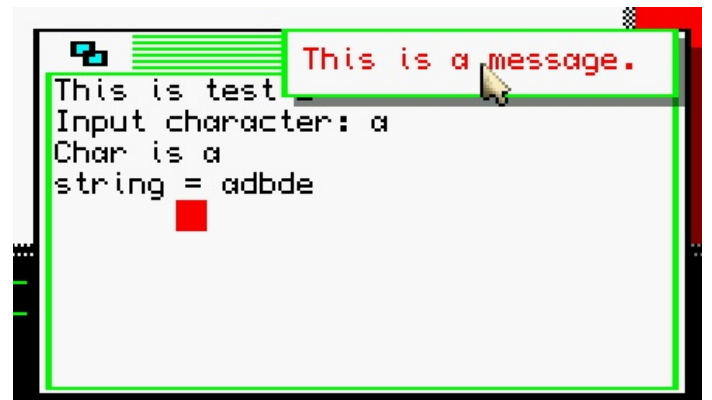 This is a message.
This is test
Input character: a
Char is a
string = adbde